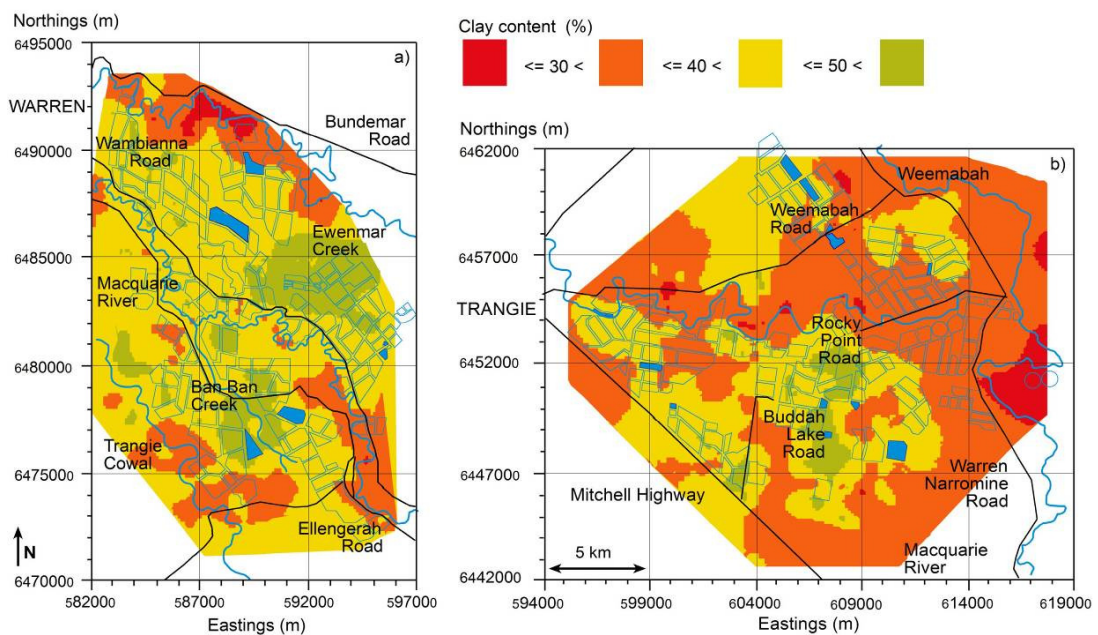 Northings (m)
6495000
a)
WARREN
Bundemar
Road
6490000
Wambianna
Road
Ewenmar
Creek
6485000
Macquarie
River
6480000
Ban Ban
Creek
6475000
Trangie
Cowal
Ellengerah
Road
N
6470000
582000
587000
592000
597000
Eastings (m)
Clay content (%)
<= 30 <
<= 40 <
<= 50 <
Northings (m)
6462000
b)
Weemabah
Weemabah
Road
6457000
TRANGIE
Rocky
Point
Road
6452000
Buddah
Lake
Road
6447000
Mitchell Highway
Warren
Narromine
Road
5 km
Macquarie
River
6442000
594000
599000
604000
609000
614000
619000
Eastings (m)